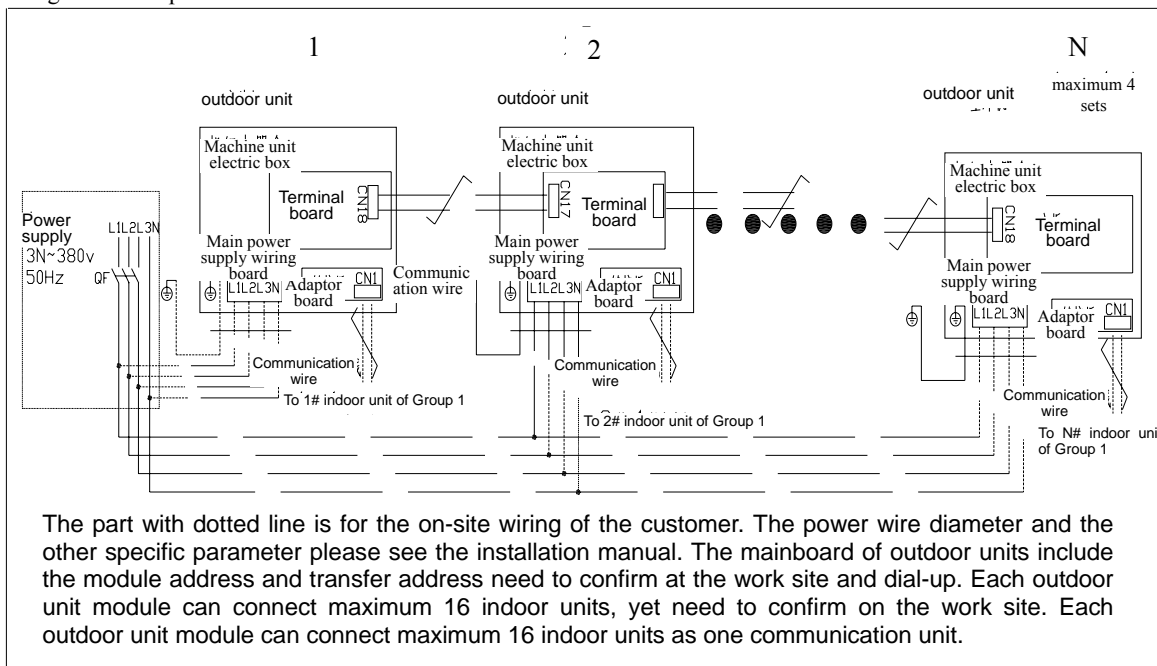 1
2
N
outdoor unit
outdoor unit
outdoor unit
maximum 4
sets
Machine unit
electric box
Terminal
board
CN18
Main power
supply wiring
board
L1L2L3N
Adaptor
board
CN1
Communic
ation wire
Machine unit
electric box
CN17
Terminal
board
Main power
supply wiring
board
L1L2L3N
Adaptor
board
CN1
Machine unit
electric box
CN18
Terminal
board
Main power
supply wiring
board
L1L2L3N
Adaptor
board
CN1
Power
supply
3N~380v
50Hz
L1L2L3N
QF
Communication
wire
To 1# indoor unit of Group 1
Communication
wire
To 2# indoor unit of Group 1
Communication
wire
To N# indoor uni
of Group 1
The part with dotted line is for the on-site wiring of the customer. The power wire diameter and the
other specific parameter please see the installation manual. The mainboard of outdoor units include
the module address and transfer address need to confirm at the work site and dial-up. Each outdoor
unit module can connect maximum 16 indoor units, yet need to confirm on the work site. Each
outdoor unit module can connect maximum 16 indoor units as one communication unit.